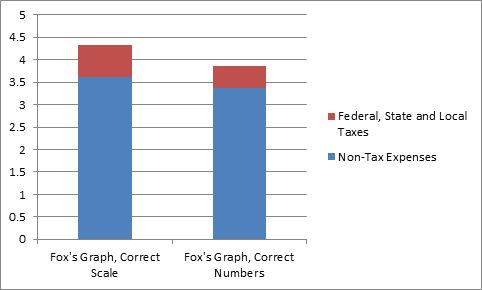 5
4.5
4
3.5
3
2.5
2
1.5
1
0.5
0
Fox's Graph, Correct
Scale
Fox's Graph, Correct
Numbers
Federal, State and Local
Taxes
Non-Tax Expenses